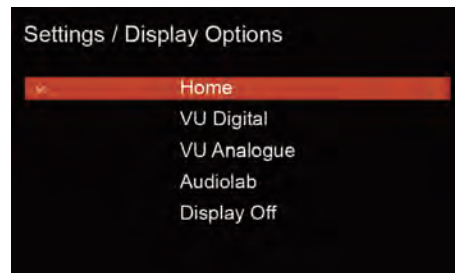 Settings / Display Options
Home
VU Digital
VU Analogue
Audiolab
Display Off